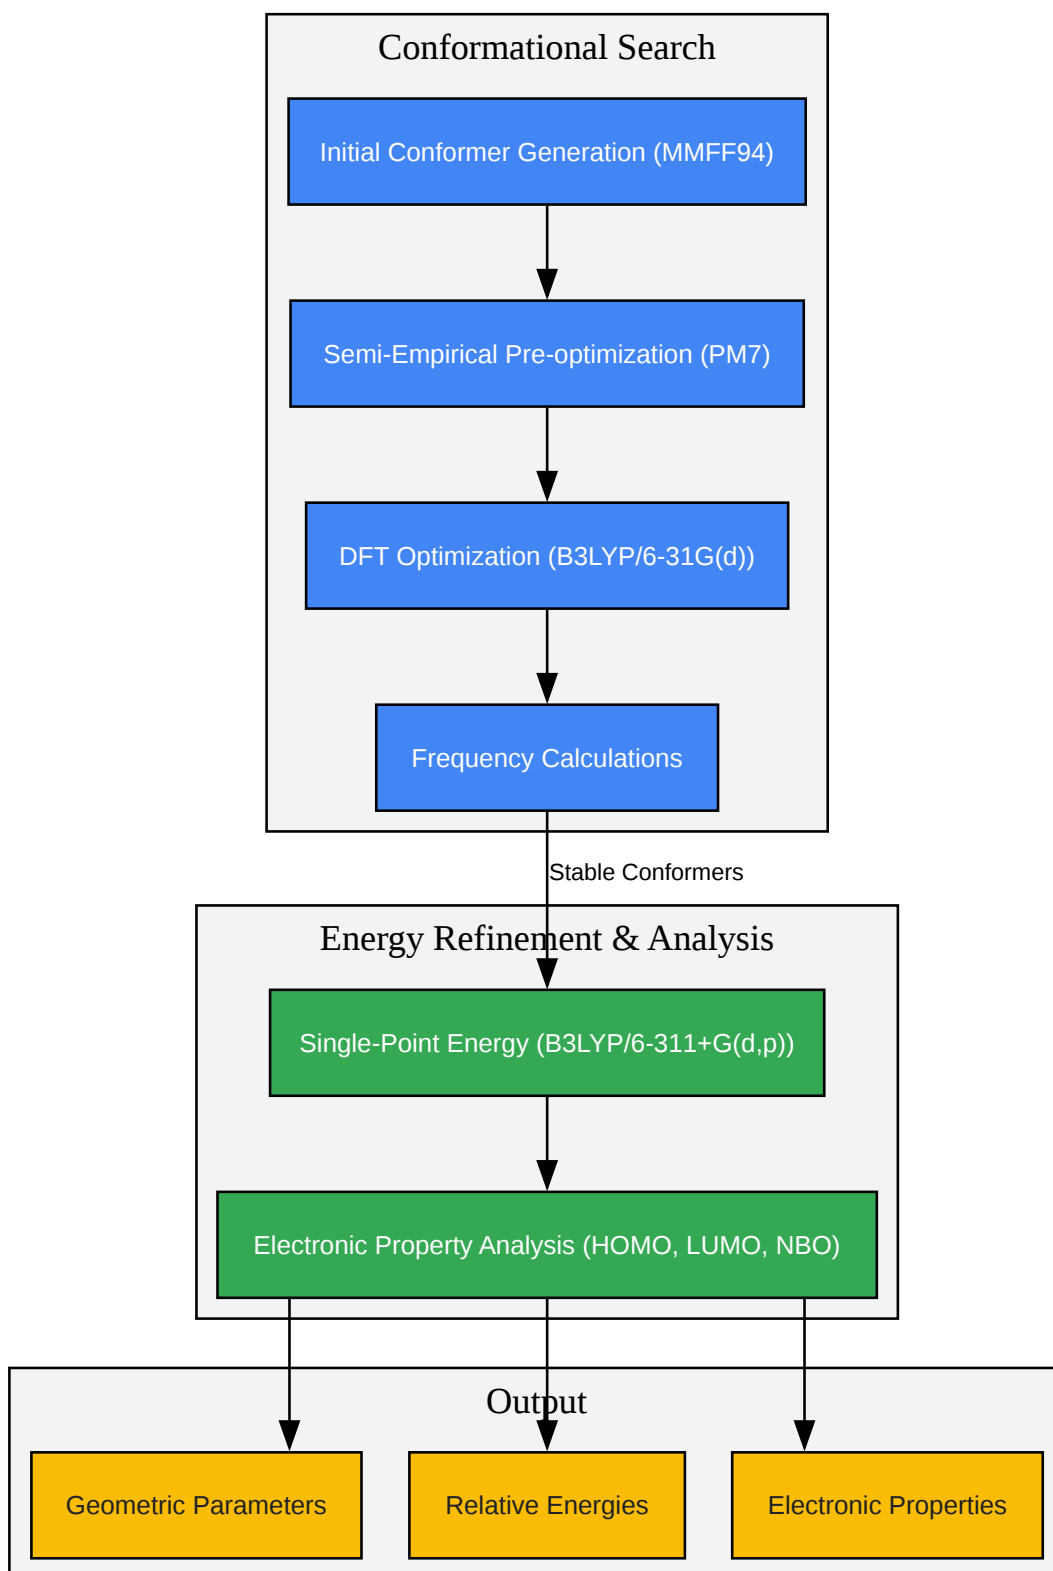 Conformational Search
Initial Conformer Generation (MMFF94)
Semi-Empirical Pre-optimization (PM7)
DFT Optimization (B3LYP/6-31G(d))
Frequency Calculations
Stable Conformers
Energy Refinement & Analysis
Single-Point Energy (B3LYP/6-311+G(d,p))
Electronic Property Analysis (HOMO, LUMO, NBO)
Output
Geometric Parameters
Relative Energies
Electronic Properties